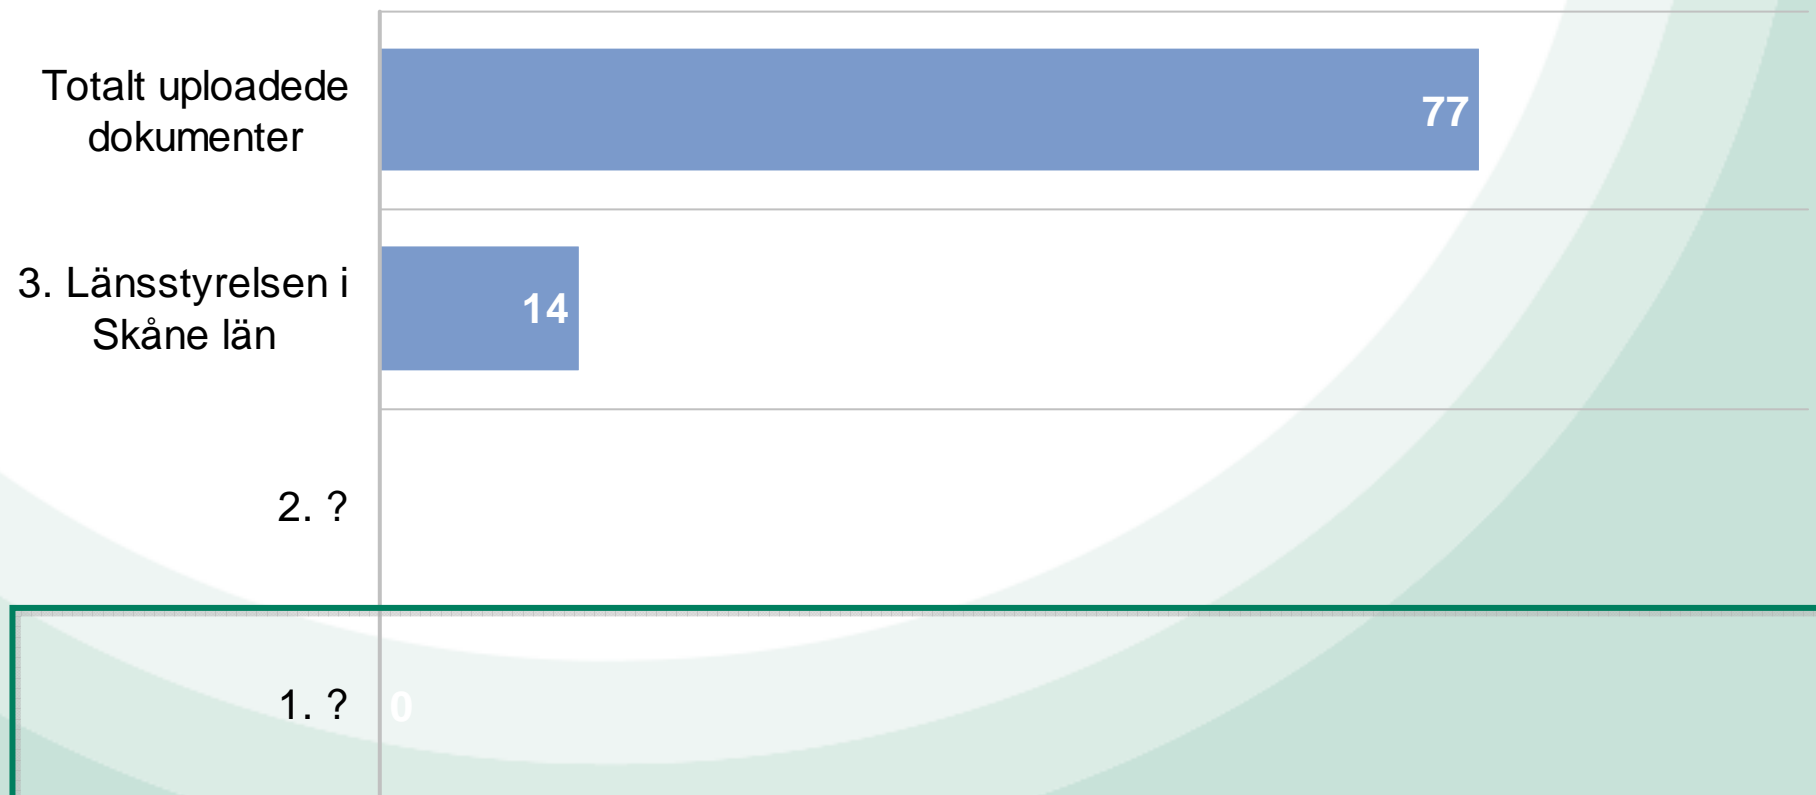 Totalt uploadede
dokumenter
77
3. Länsstyrelsen i
Skåne län
14
2. ?
1. ?
0